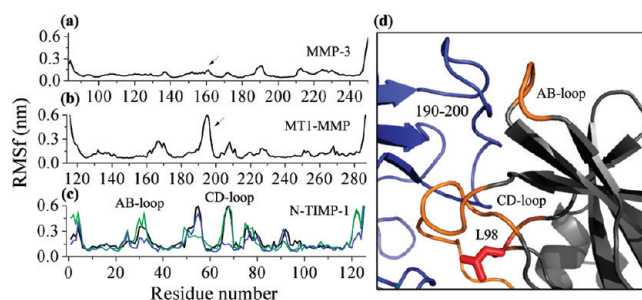 (a)
0.6
0.3
0.0
MMP-3
100 120 140 160 180 200 220 240
(b)
0.6
0.3
0.0
MT1-MMP
RMSf (nm)
120 140 160 180 200 220 240 260 280
(c)
0.6
0.3
0.0
AB-loop
CD-loop
N-TIMP-1
0 20 40 60 80 100 120
Residue number
(d)
190-200
AB-loop
CD-loop
L98